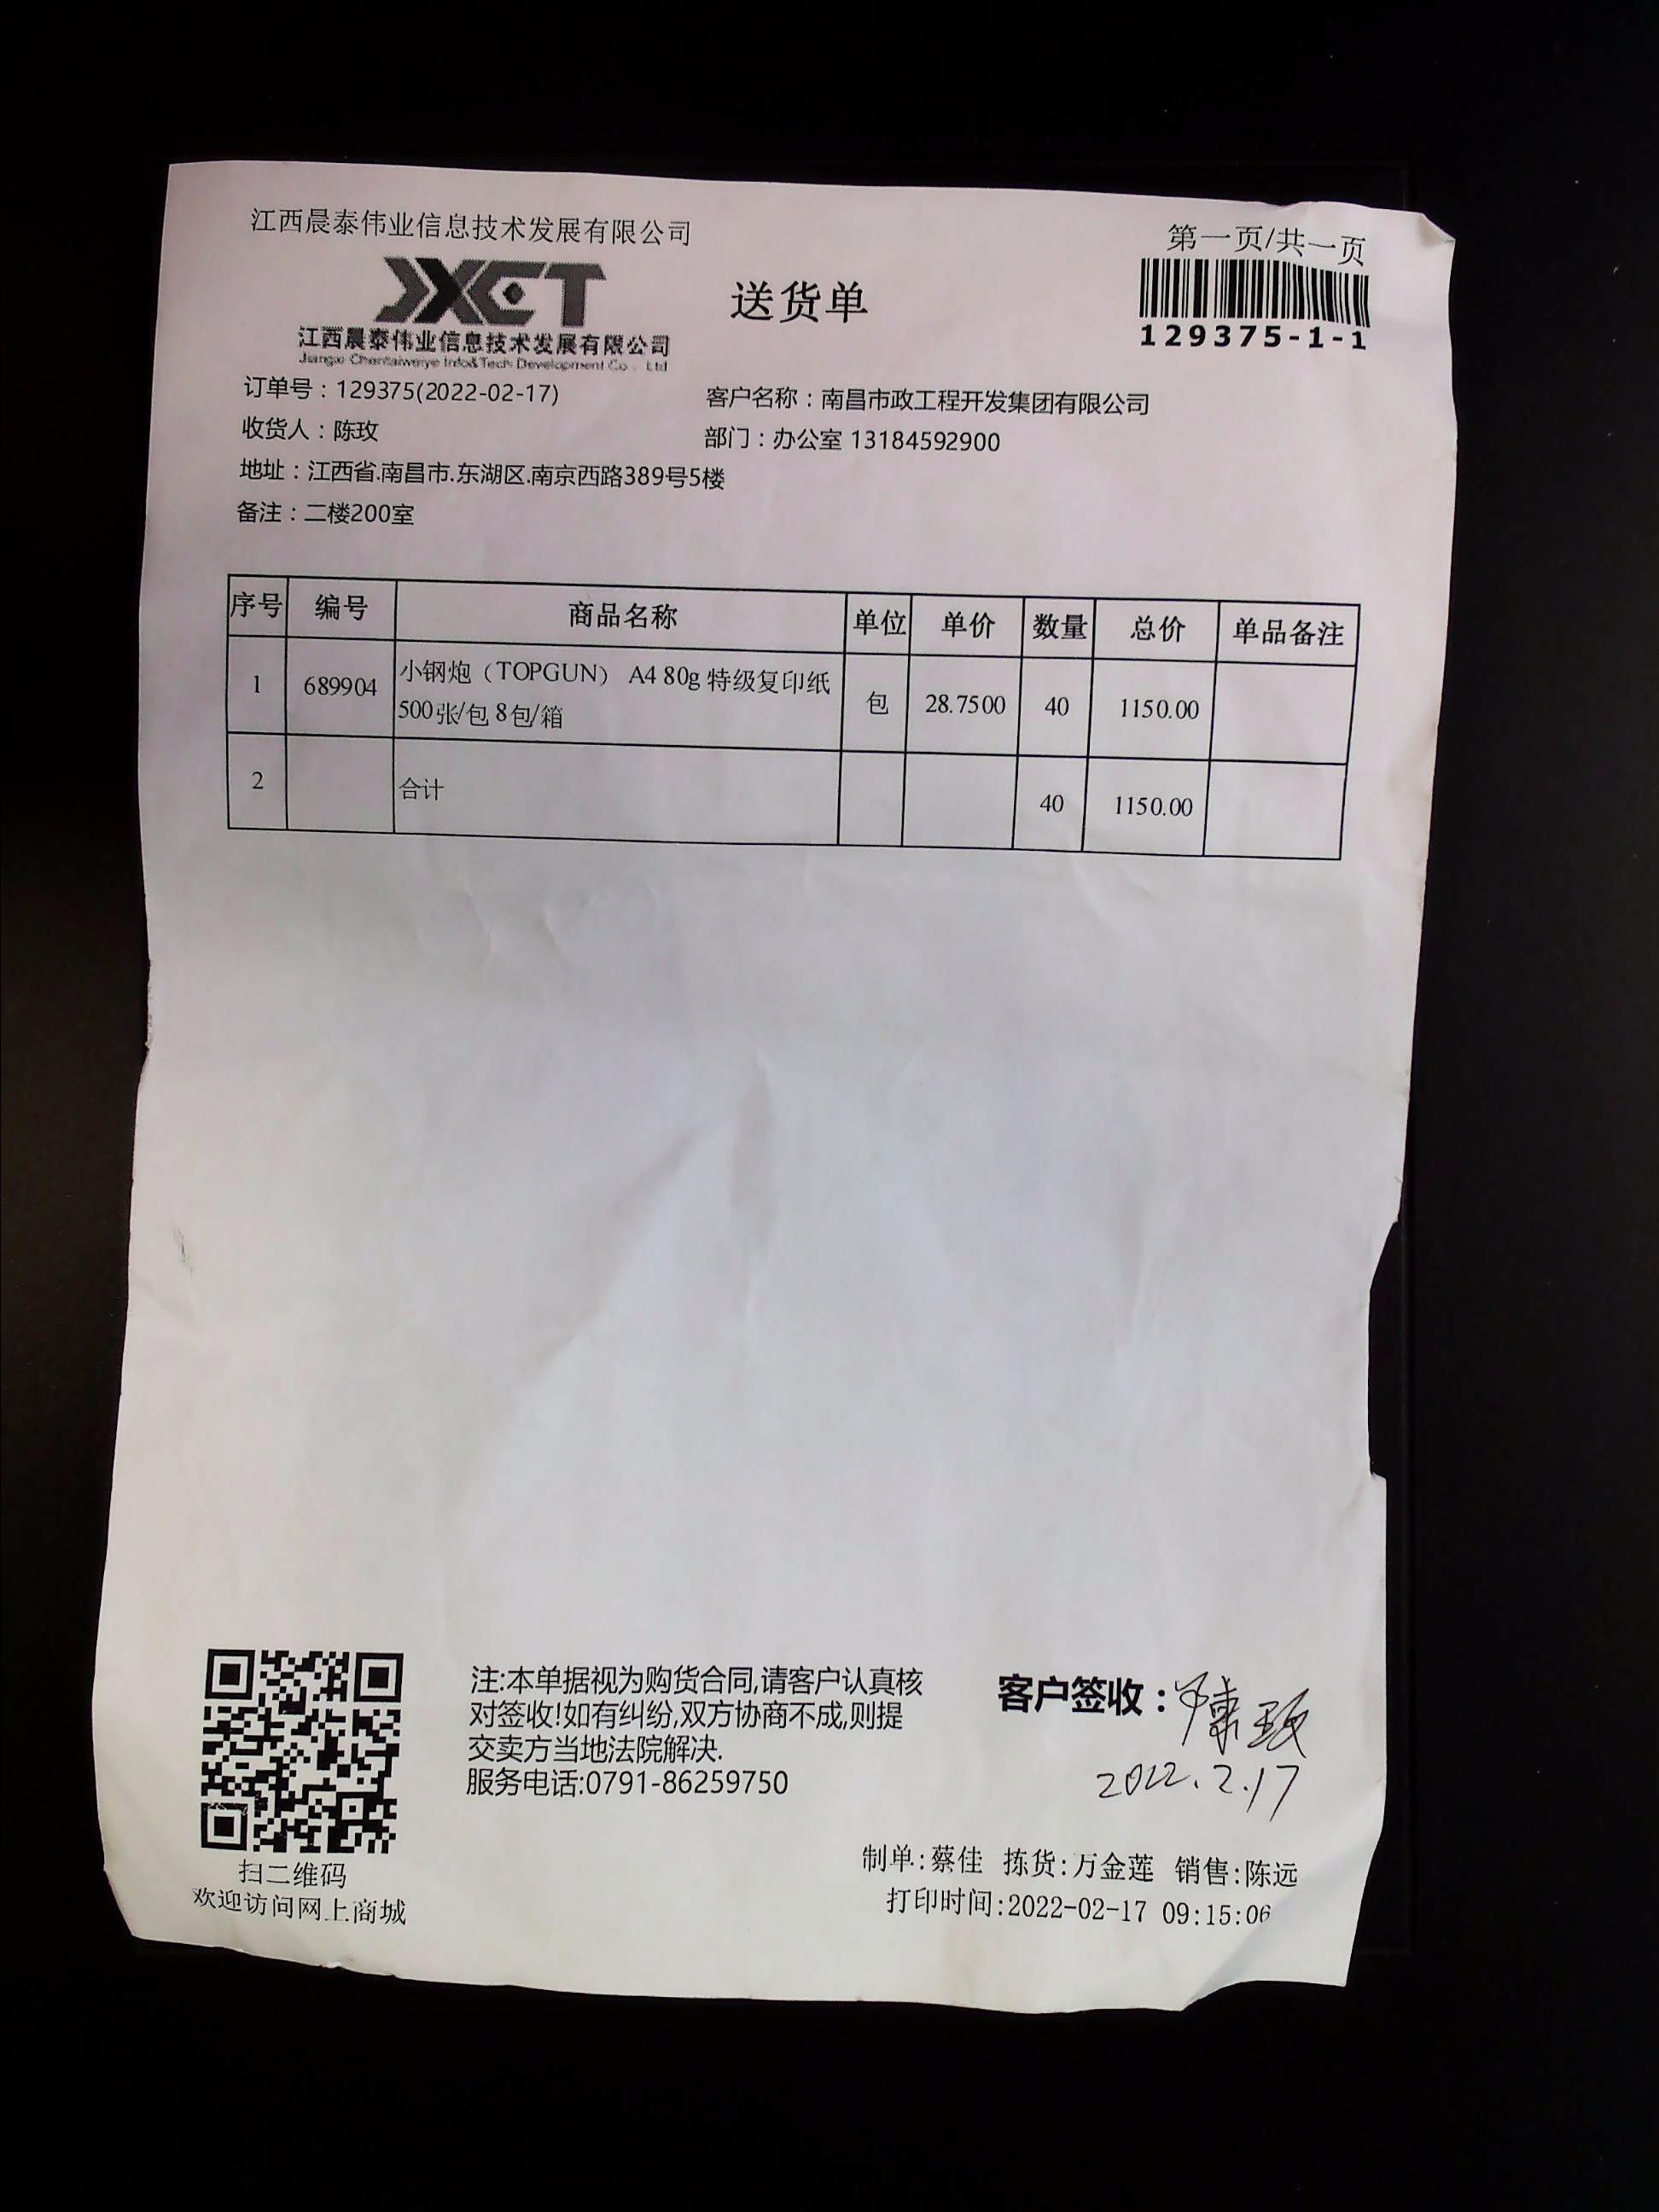 江西晨泰伟业信息技术发展有限公司
第一页/共一页
JXCT
江西晨泰伟业信息技术发展有限公司
Jiangxi Chentaiweiye Info&Tech Development Co., Ltd
送货单
129375-1-1
订单号：129375(2022-02-17)
客户名称：南昌市政工程开发集团有限公司
收货人：陈玫
部门：办公室 13184592900
地址：江西省.南昌市.东湖区.南京西路389号5楼
备注：二楼200室
序号 编号 商品名称 单位 单价 数量 总价 单品备注
1 689904 小钢炮（TOPGUN） A4 80g 特级复印纸 500张/包 8包/箱 包 28.7500 40 1150.00
2 合计 40 1150.00
注:本单据视为购货合同,请客户认真核
对签收!如有纠纷,双方协商不成,则提
交卖方当地法院解决.
服务电话:0791-86259750
客户签收：陈玫
2022.2.17
扫二维码
欢迎访问网上商城
制单:蔡佳 拣货:万金莲 销售:陈远
打印时间:2022-02-17 09:15:06